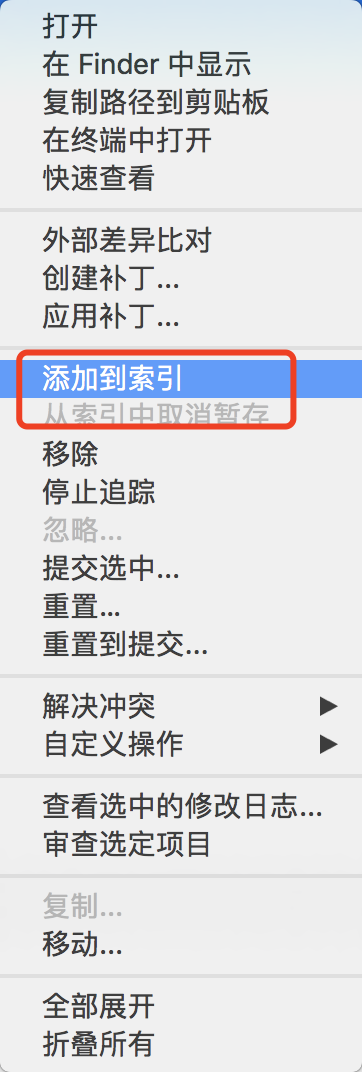 打开
在 Finder 中显示
复制路径到剪贴板
在终端中打开
快速查看
外部差异比对
创建补丁...
应用补丁...
添加到索引
从索引中取消暂存
移除
停止追踪
忽略...
提交选中...
重置...
重置到提交...
解决冲突
自定义操作
查看选中的修改日志...
审查选定项目
复制...
移动...
全部展开
折叠所有